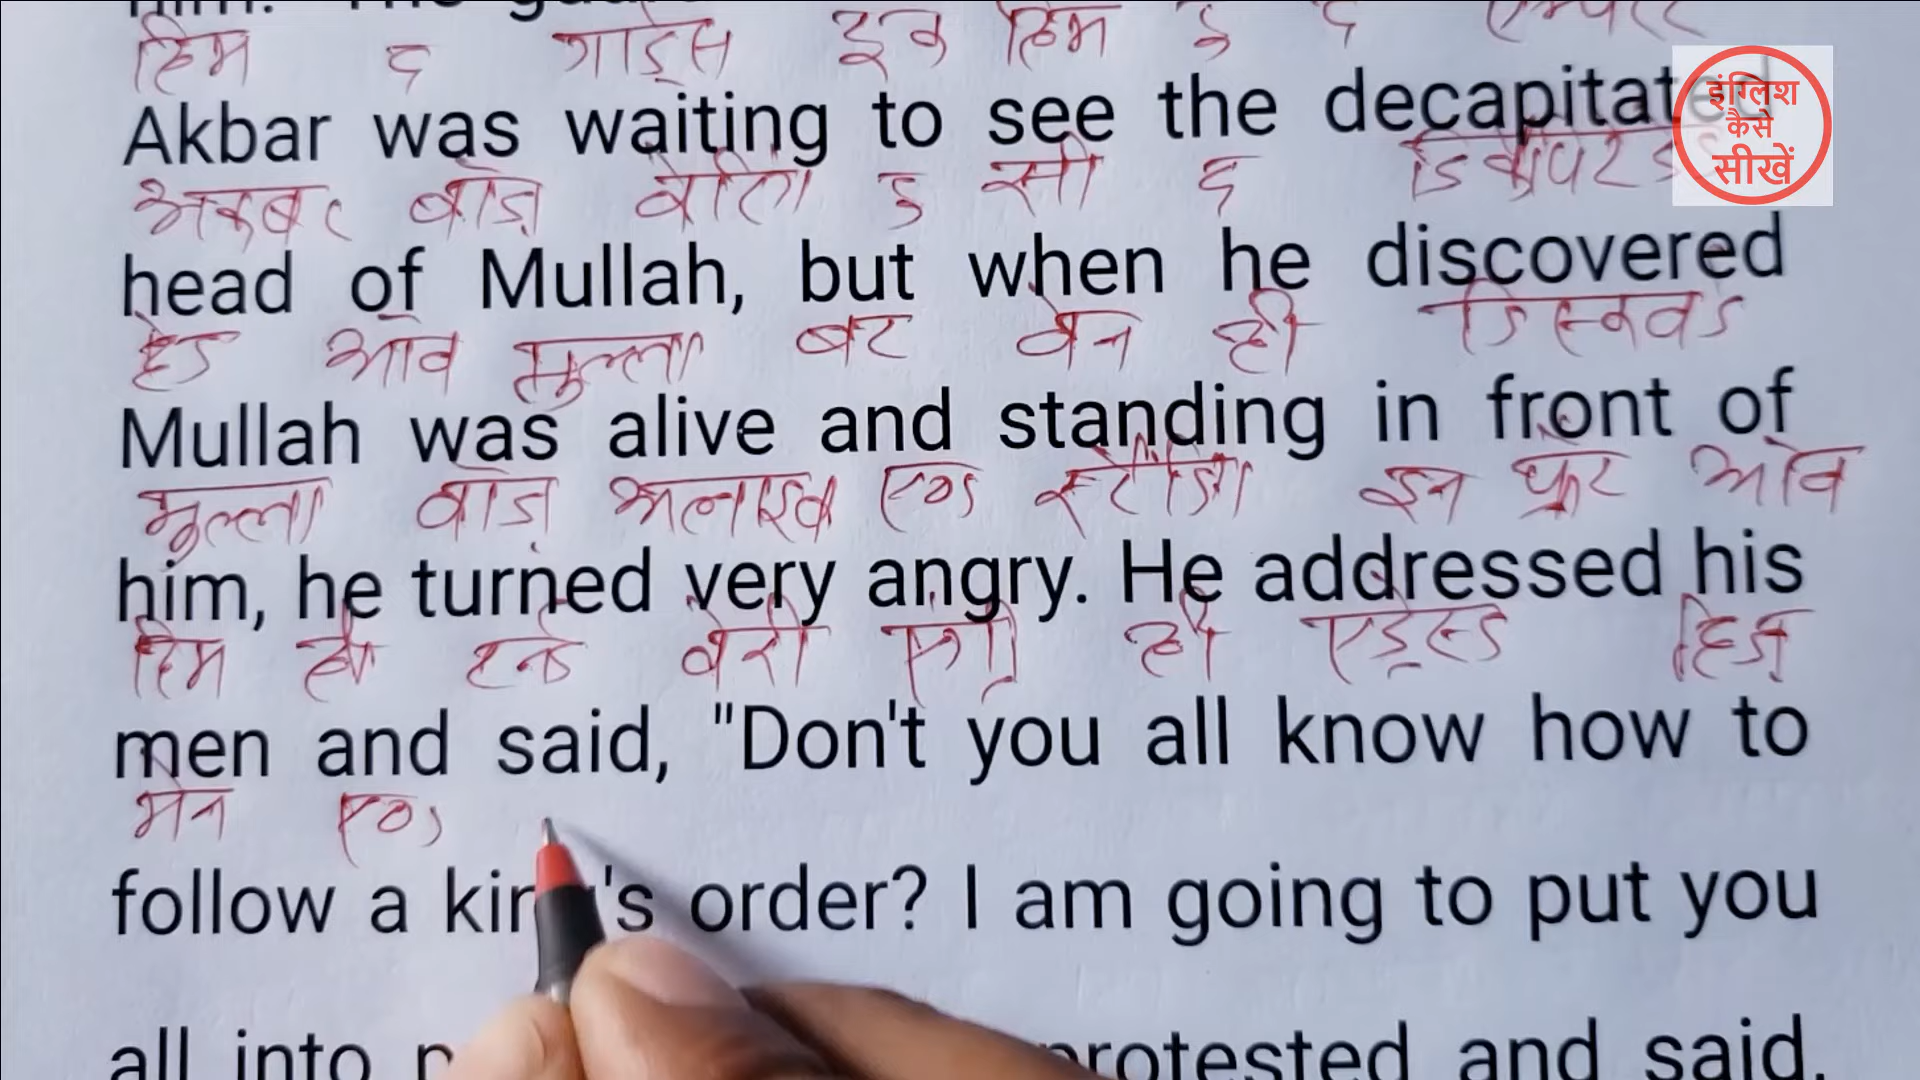 हिम द गार्ड्स
Akbar was waiting to see the decapitated
अकबर वॉज़ वेटिंग टु सी द डिकैपिटेटेड
head of Mullah, but when he discovered
हेड ऑव मुल्ला बट वेन ही डिस्कवर्ड
Mullah was alive and standing in front of
मुल्ला वॉज़ अलाइव एण्ड स्टैंडिंग इन फ्रंट ऑव
him, he turned very angry. He addressed his
हिम ही टर्न्ड वेरी एंग्री ही एड्रेस्ड हिज़
men and said, "Don't you all know how to
मेन एण्ड
follow a king's order? I am going to put you
all into protested and said,
इंग्लिश
कैसे
सीखें